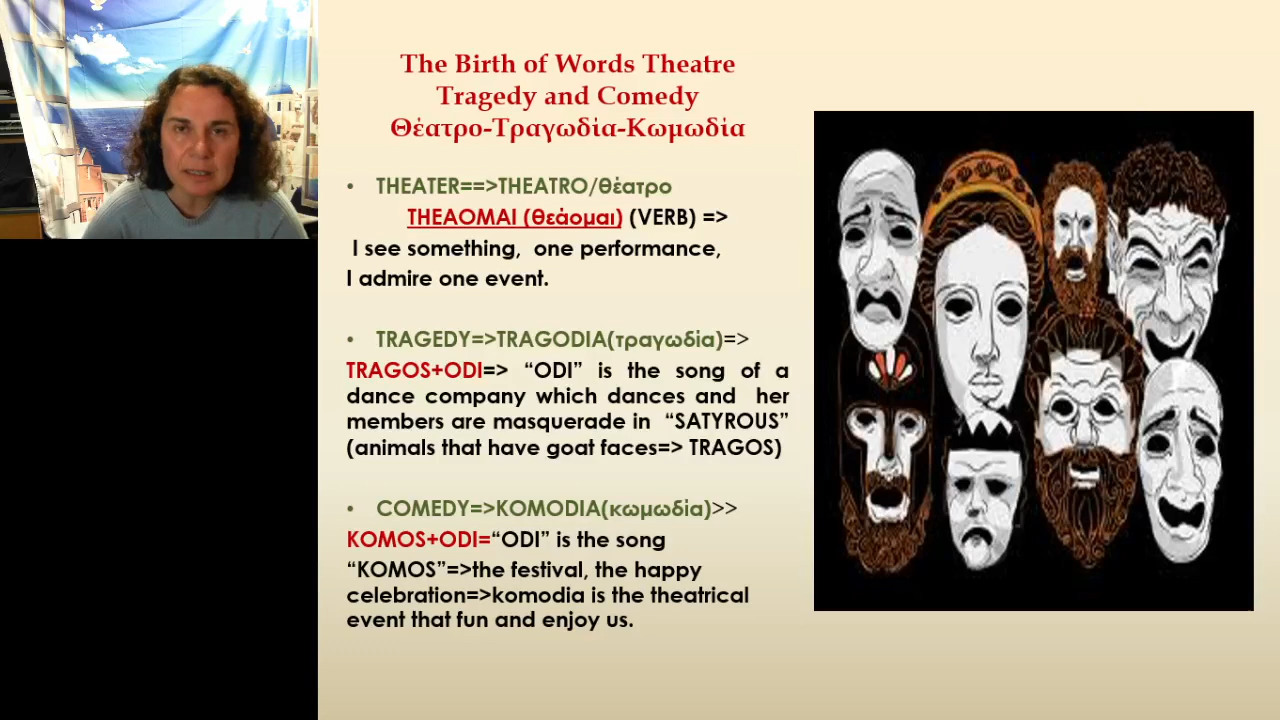 The Birth of Words Theatre
Tragedy and Comedy
Θέατρο-Τραγωδία-Κωμωδία
• THEATER==>THEATRO/θέατρο
THEAOMAI (θεάομαι) (VERB) =>
I see something, one performance,
I admire one event.
• TRAGEDY=>TRAGODIA(τραγωδία)=>
TRAGOS+ODI=> “ODI” is the song of a
dance company which dances and her
members are masquerade in “SATYROUS”
(animals that have goat faces=> TRAGOS)
• COMEDY=>KOMODIA(κωμωδία)>>
KOMOS+ODI=“ODI” is the song
“KOMOS”=>the festival, the happy
celebration=>komodia is the theatrical
event that fun and enjoy us.